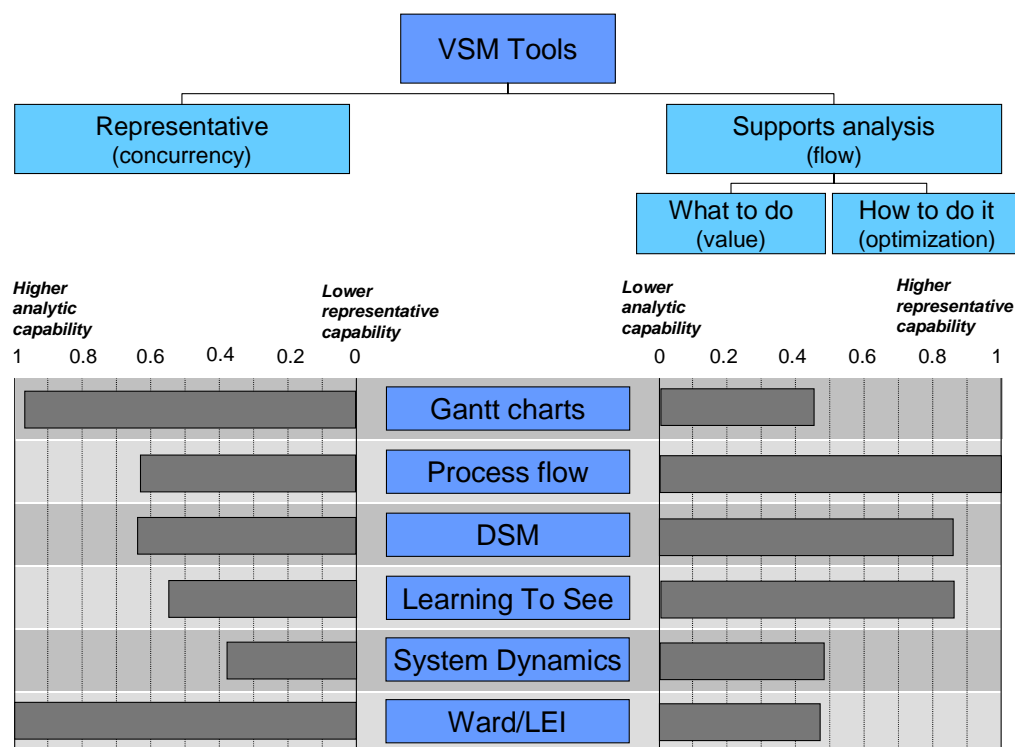 VSM Tools
Representative
(concurrency)
Supports analysis
(flow)
What to do
(value)
How to do it
(optimization)
Higher
analytic
capability
Lower
representative
capability
Lower
analytic
capability
Higher
representative
capability
1 0.8 0.6 0.4 0.2 0
0 0.2 0.4 0.6 0.8 1
Gantt charts
Process flow
DSM
Learning To See
System Dynamics
Ward/LEI